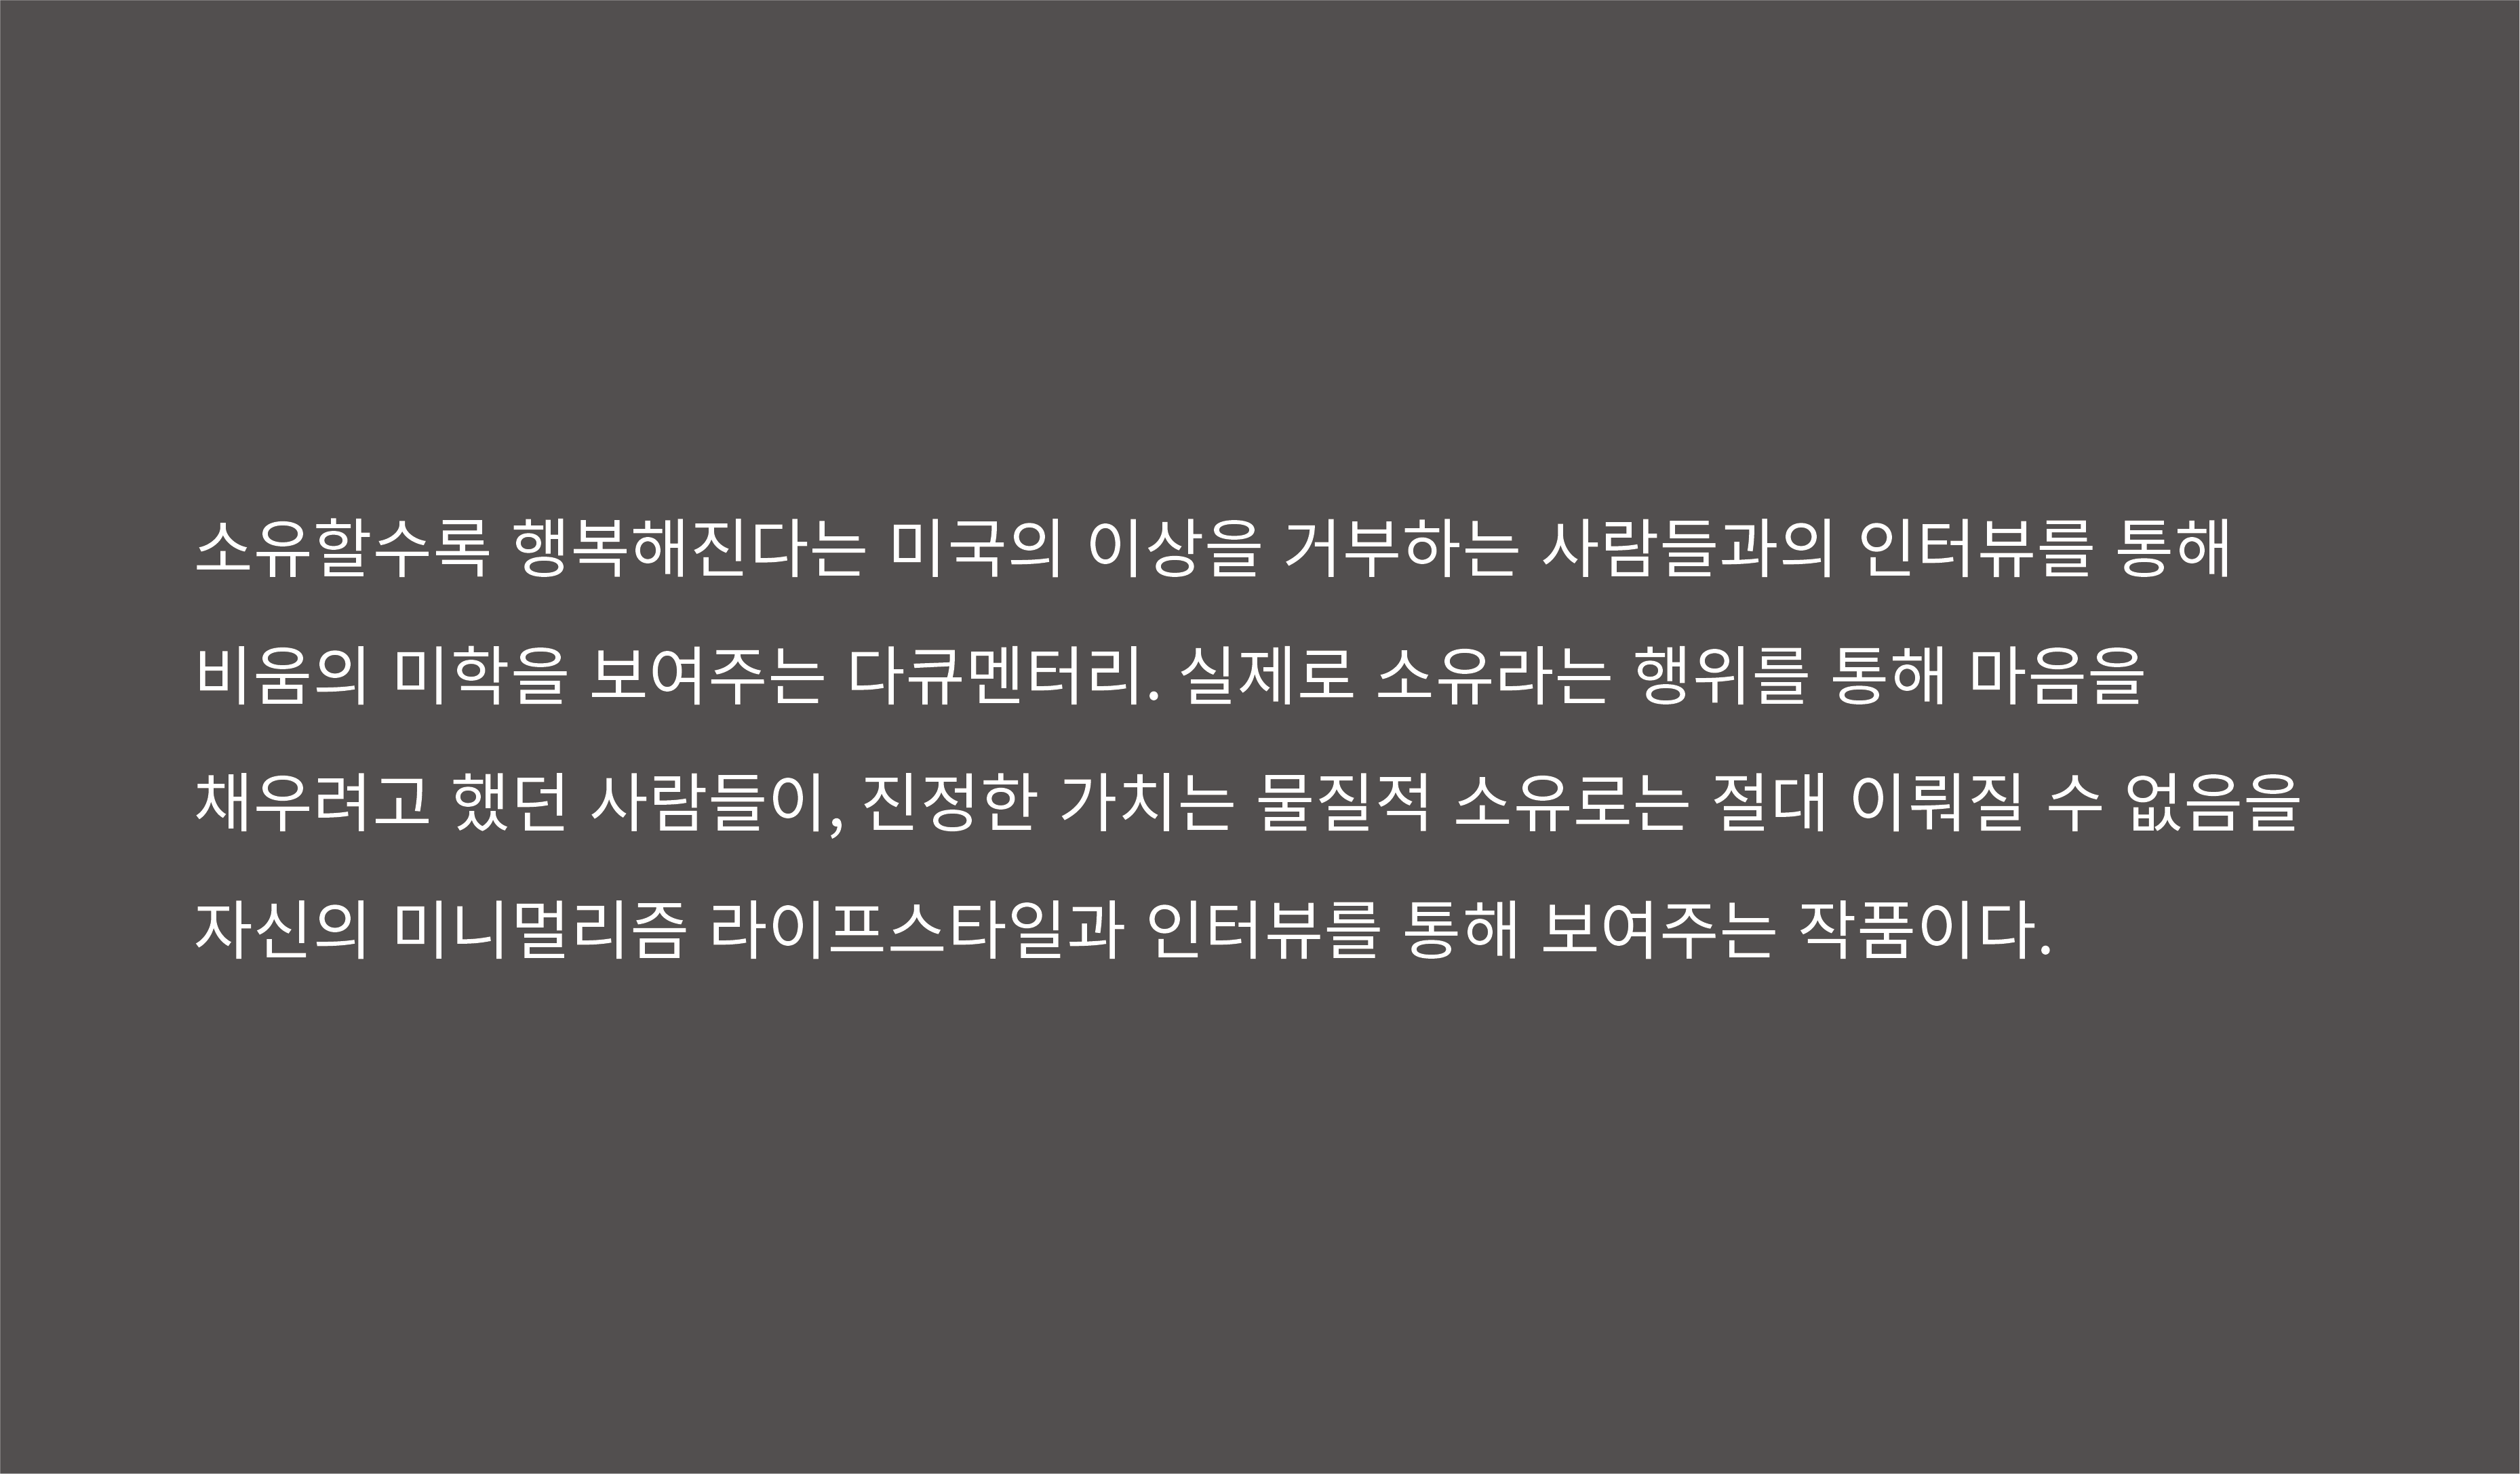 소유할수록 행복해진다는 미국의 이상을 거부하는 사람들과의 인터뷰를 통해
비움의 미학을 보여주는 다큐멘터리. 실제로 소유라는 행위를 통해 마음을
채우려고 했던 사람들이, 진정한 가치는 물질적 소유로는 절대 이뤄질 수 없음을
자신의 미니멀리즘 라이프스타일과 인터뷰를 통해 보여주는 작품이다.